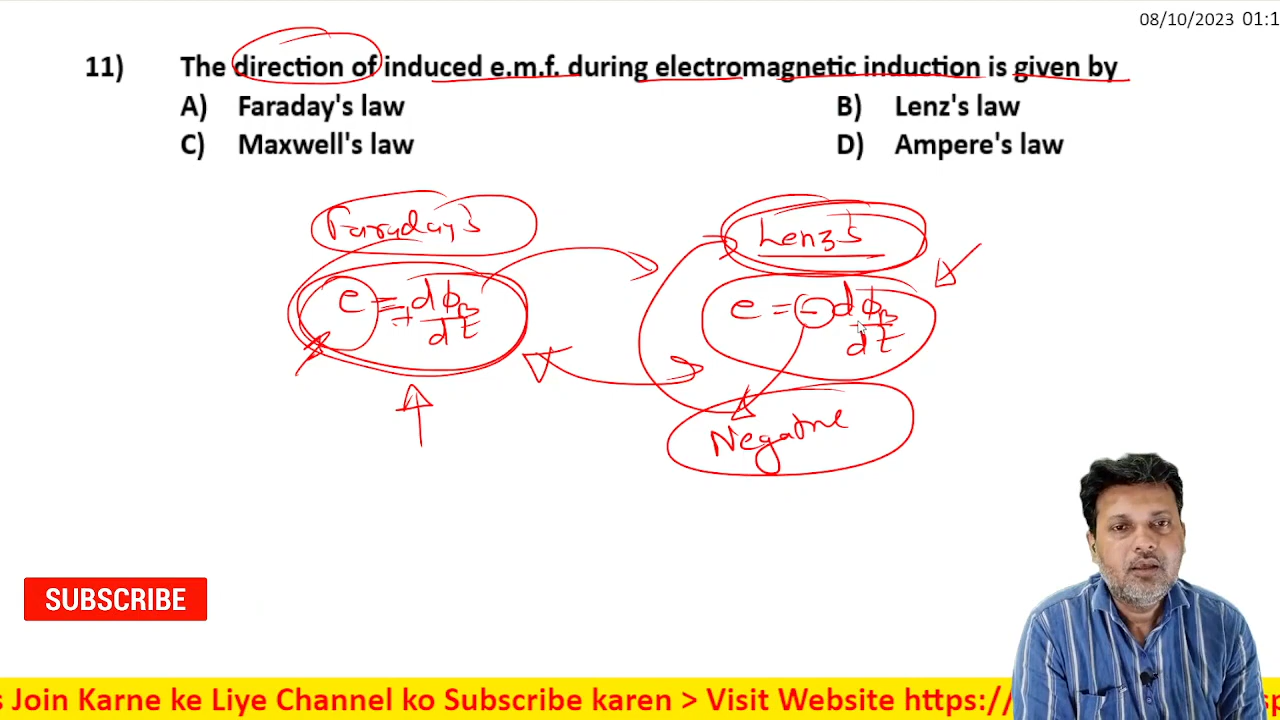 08/10/2023 01:1
11) The direction of induced e.m.f. during electromagnetic induction is given by
A) Faraday's law B) Lenz's law
C) Maxwell's law D) Ampere's law
Faraday's Lenz's
e = + dϕB/dt e = - dϕB/dt
Negative
SUBSCRIBE
s Join Karne ke Liye Channel ko Subscribe karen > Visit Website https://